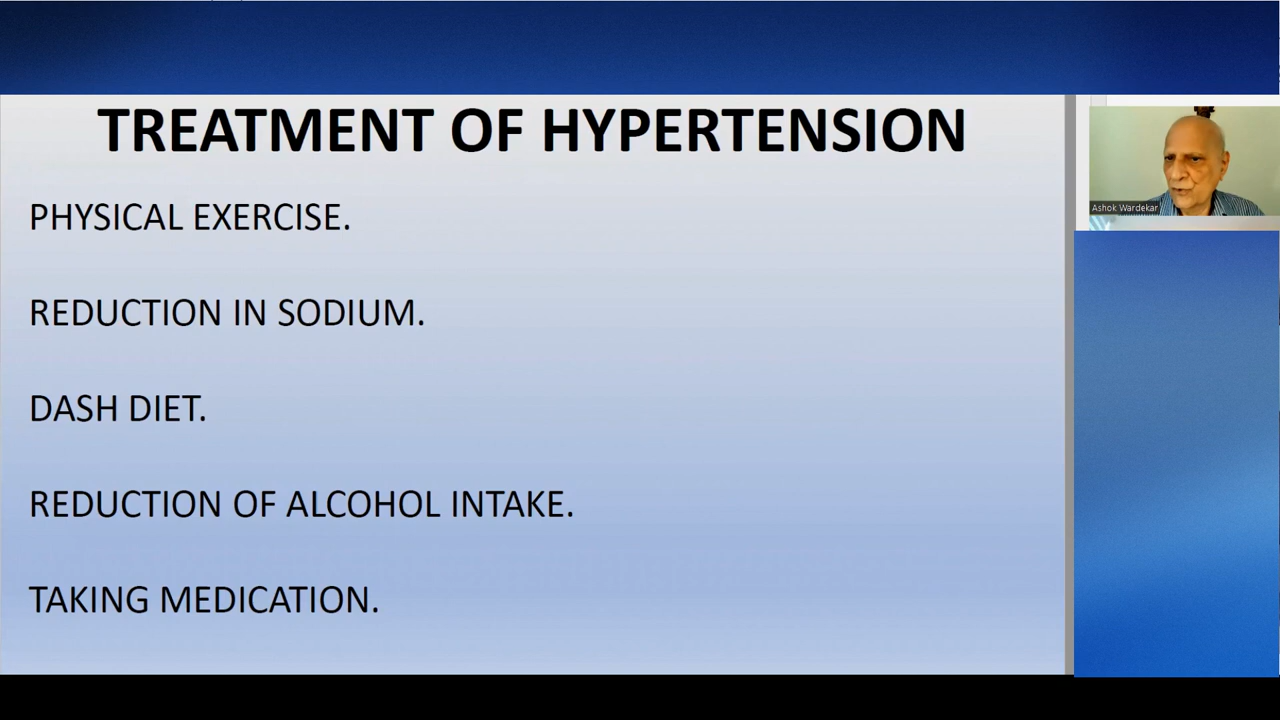 TREATMENT OF HYPERTENSION
PHYSICAL EXERCISE.
REDUCTION IN SODIUM.
DASH DIET.
REDUCTION OF ALCOHOL INTAKE.
TAKING MEDICATION.
Ashok Wardekar